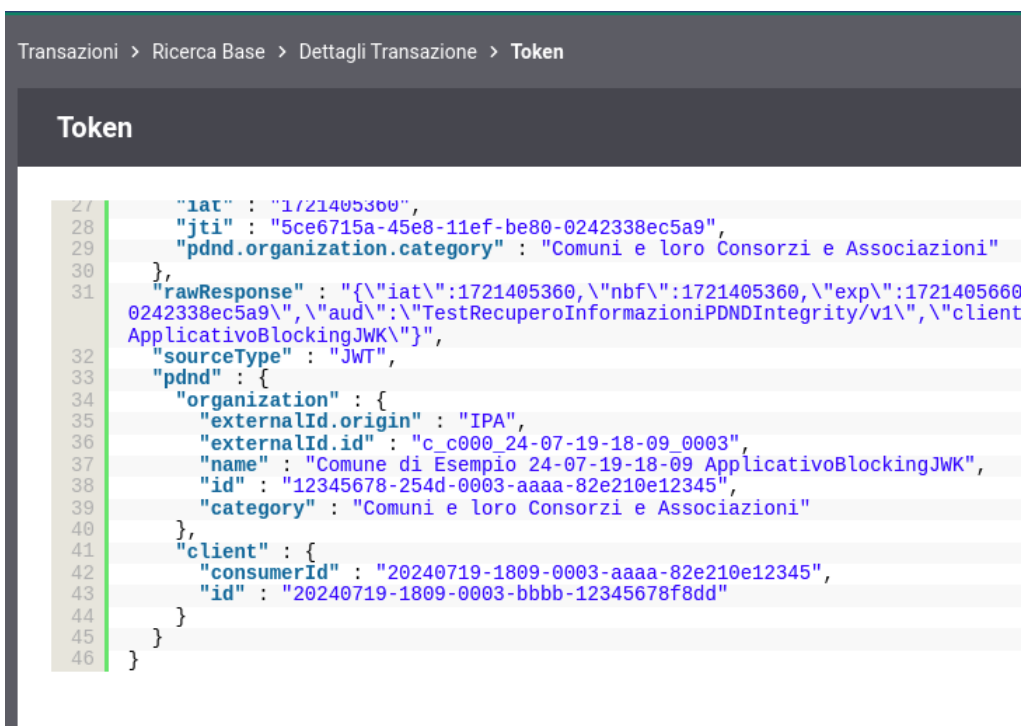 Transazioni > Ricerca Base > Dettagli Transazione > Token
Token
27 "iat" : "1721405360",
28 "jti" : "5ce6715a-45e8-11ef-be80-0242338ec5a9",
29 "pdnd.organization.category" : "Comuni e loro Consorzi e Associazioni"
30 },
31 "rawResponse" : "{\"iat\":1721405360,\"nbf\":1721405360,\"exp\":1721405660
0242338ec5a9\",\"aud\":\"TestRecuperoInformazioniPDNDIntegrity/v1\",\"client
ApplicativoBlockingJWK\"}",
32 "sourceType" : "JWT",
33 "pdnd" : {
34 "organization" : {
35 "externalId.origin" : "IPA",
36 "externalId.id" : "c_c000_24-07-19-18-09_0003",
37 "name" : "Comune di Esempio 24-07-19-18-09 ApplicativoBlockingJWK",
38 "id" : "12345678-254d-0003-aaaa-82e210e12345",
39 "category" : "Comuni e loro Consorzi e Associazioni"
40 },
41 "client" : {
42 "consumerId" : "20240719-1809-0003-aaaa-82e210e12345",
43 "id" : "20240719-1809-0003-bbbb-12345678f8dd"
44 }
45 }
46 }